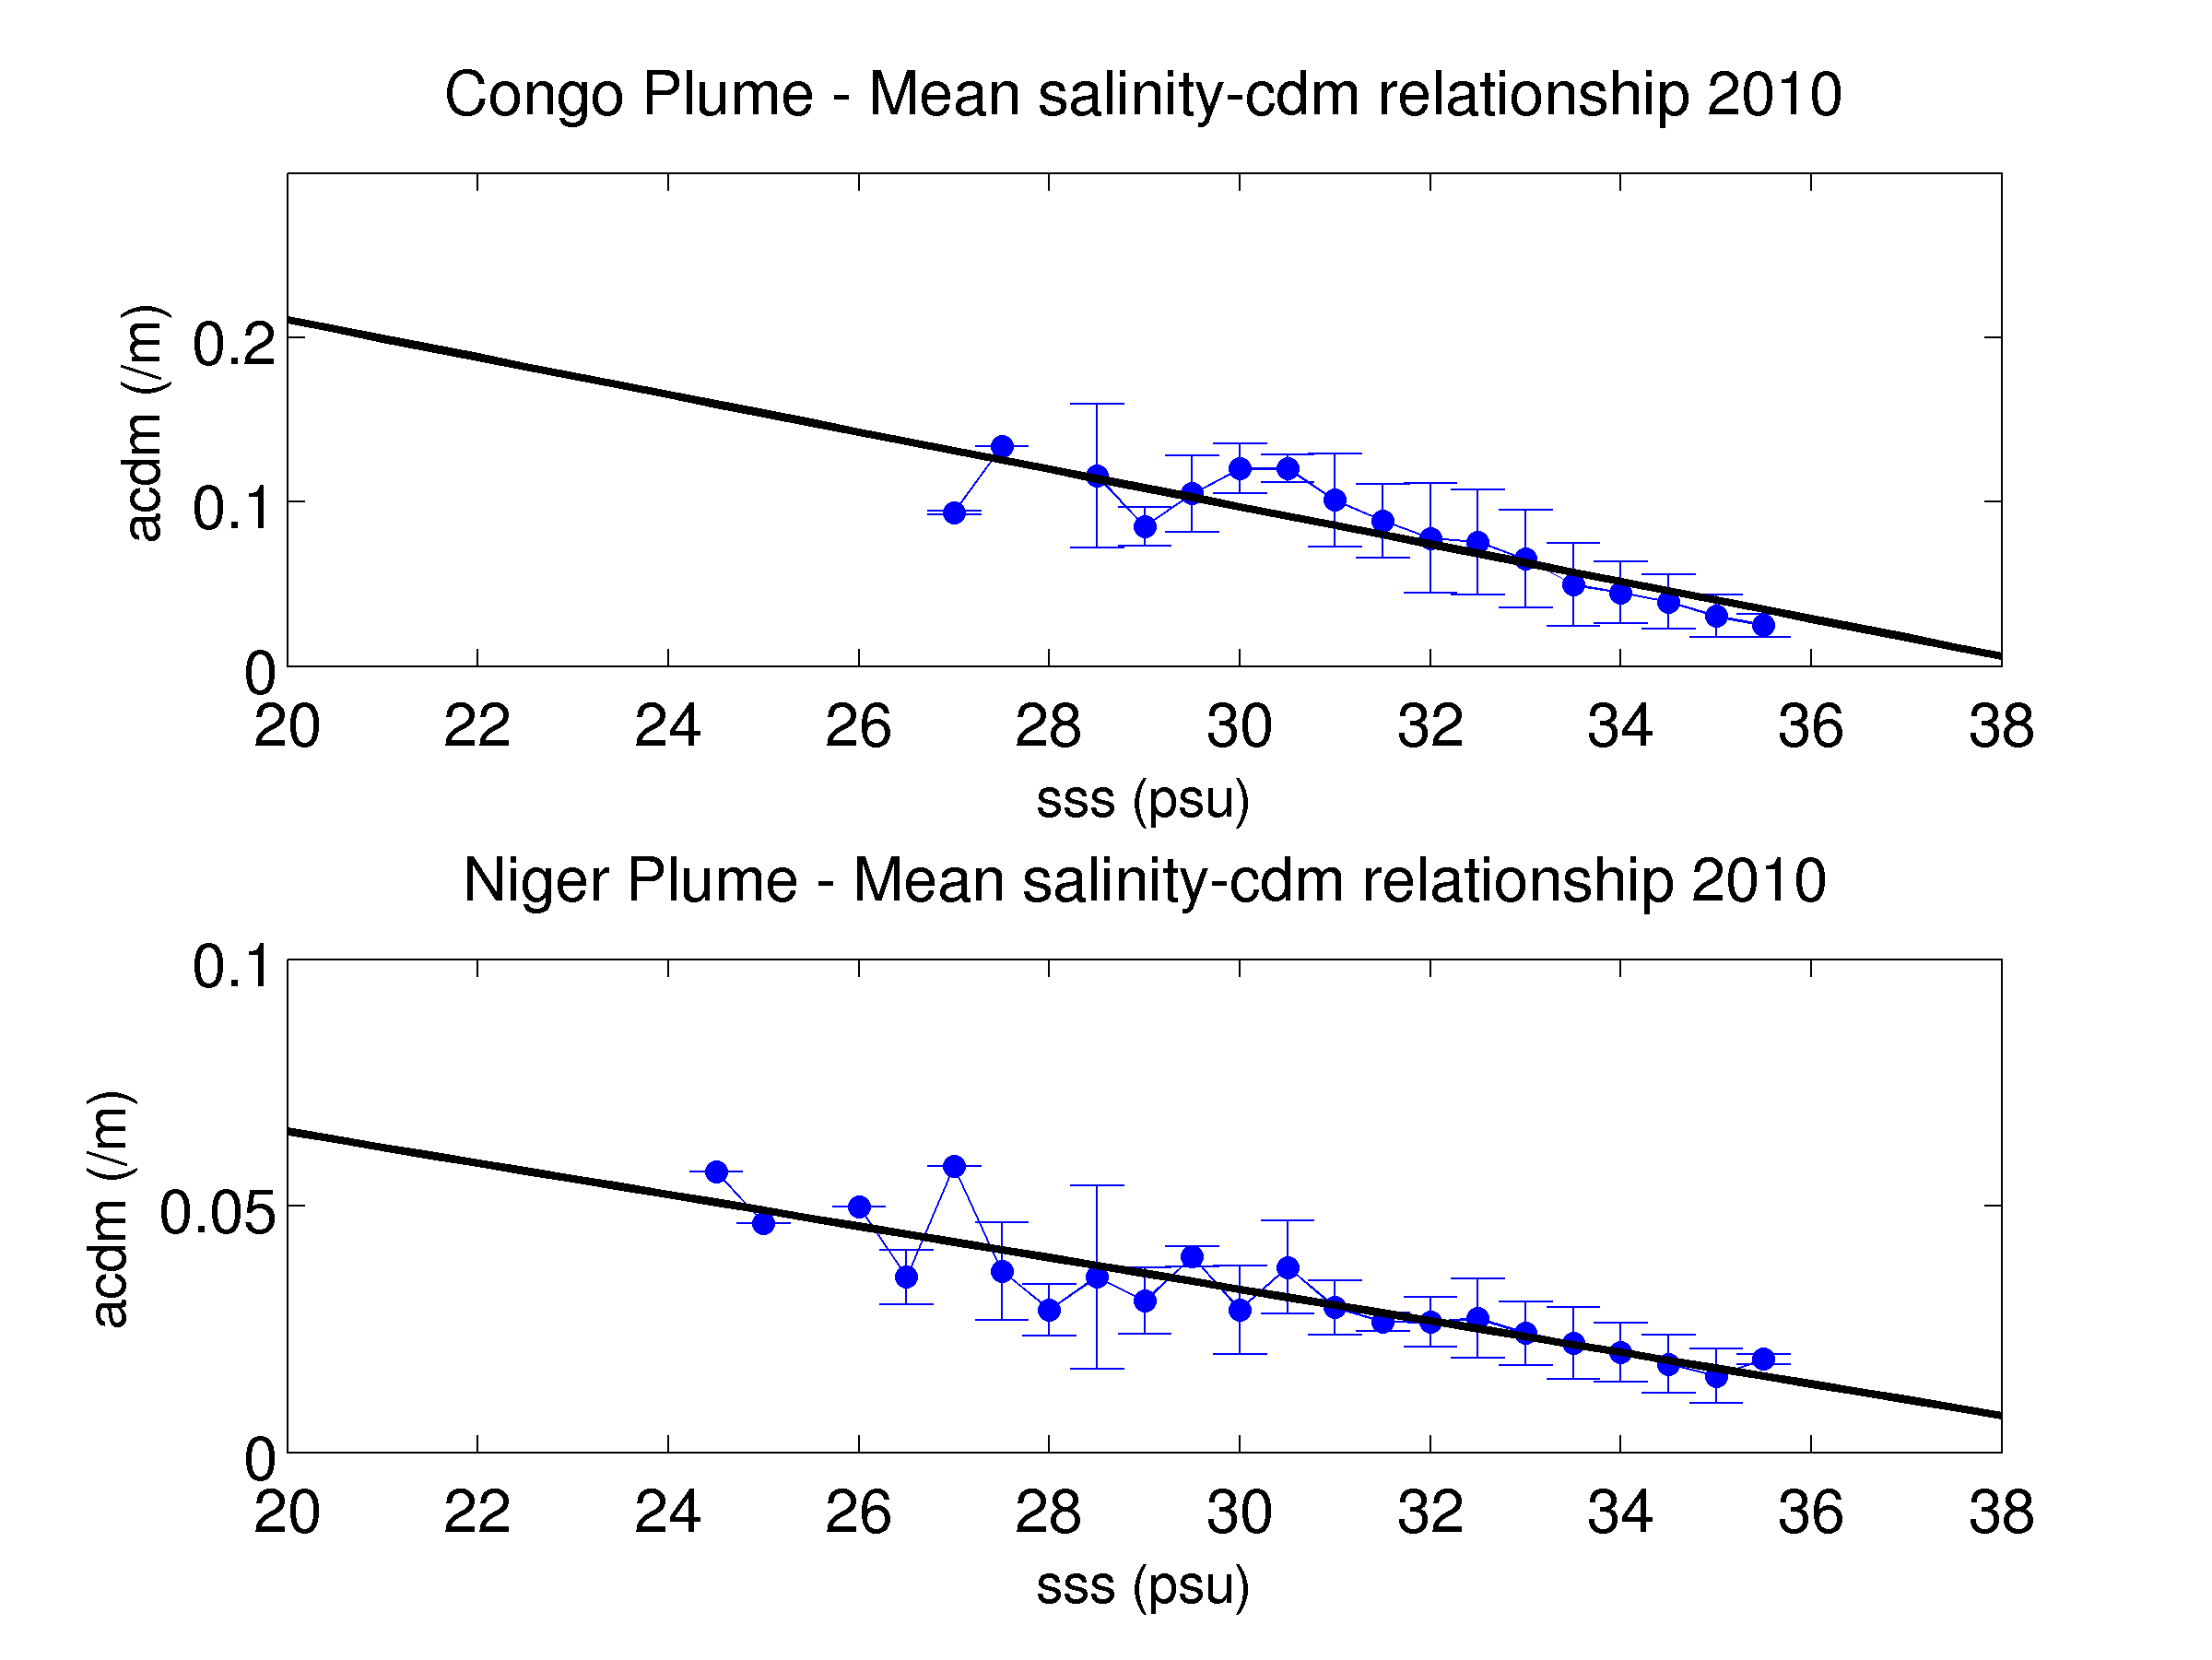 Congo Plume - Mean salinity-cdm relationship 2010
acdm (/m)
0.2
0.1
0
20 22 24 26 28 30 32 34 36 38
sss (psu)
Niger Plume - Mean salinity-cdm relationship 2010
acdm (/m)
0.1
0.05
0
20 22 24 26 28 30 32 34 36 38
sss (psu)